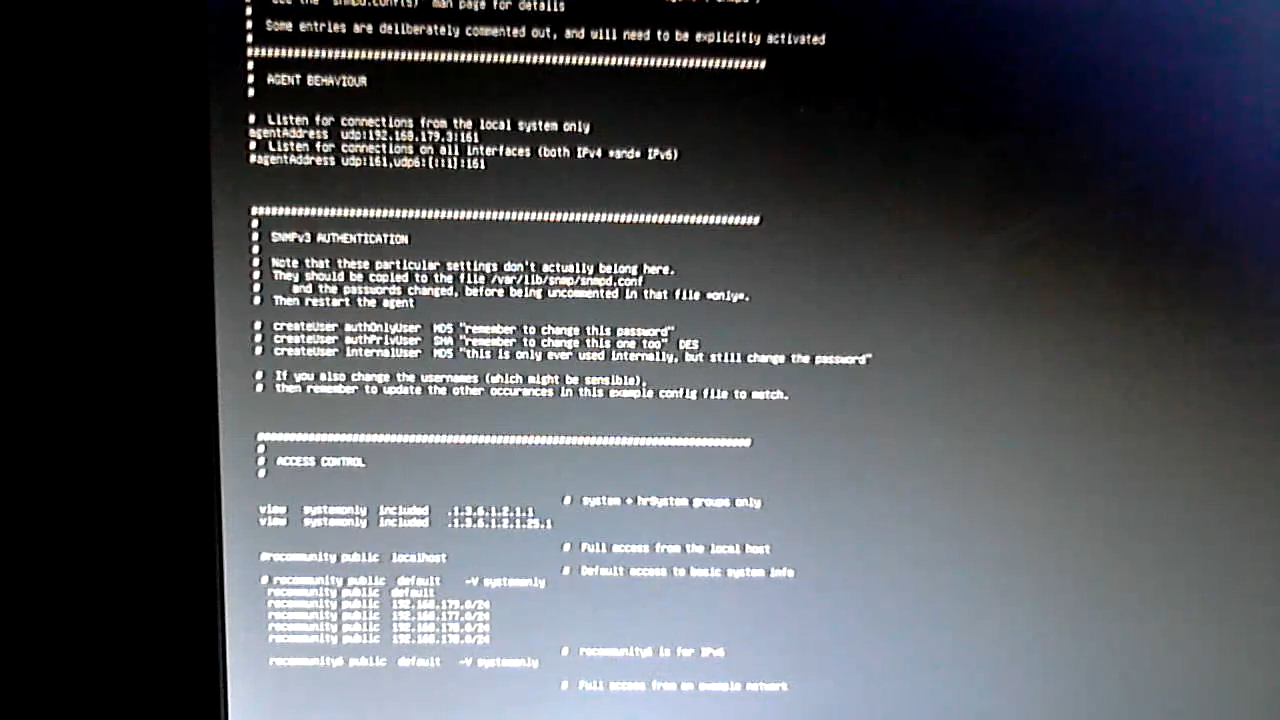 # See the 'snmpd.conf(5)' man page for details
#
# Some entries are deliberately commented out, and will need to be explicitly activated
#
###############################################################################
#
# AGENT BEHAVIOUR
#
# Listen for connections from the local system only
agentAddress udp:192.168.179.3:161
# Listen for connections on all interfaces (both IPv4 *and* IPv6)
#agentAddress udp:161,udp6:[::1]:161
###############################################################################
#
# SNMPv3 AUTHENTICATION
#
# Note that these particular settings don't actually belong here.
# They should be copied to the file /var/lib/snmp/snmpd.conf
# and the passwords changed, before being uncommented in that file *only*.
# Then restart the agent
# createUser authOnlyUser MD5 "remember to change this password"
# createUser authPrivUser SHA "remember to change this one too" DES
# createUser internalUser MD5 "this is only ever used internally, but still change the password"
# If you also change the usernames (which might be sensible),
# then remember to update the other occurances in this example config file to match.
###############################################################################
#
# ACCESS CONTROL
#
# system + hrSystem groups only
view systemonly included .1.3.6.1.2.1.1
view systemonly included .1.3.6.1.2.1.25.1
# Full access from the local host
#rocommunity public localhost
# Default access to basic system info
# rocommunity public default -V systemonly
rocommunity public default
rocommunity public 192.168.179.0/24
rocommunity public 192.168.177.0/24
rocommunity public 192.168.178.0/24
rocommunity public
# rocommunity6 is for IPv6
rocommunity6 public default -V systemonly
# Full access from an example network